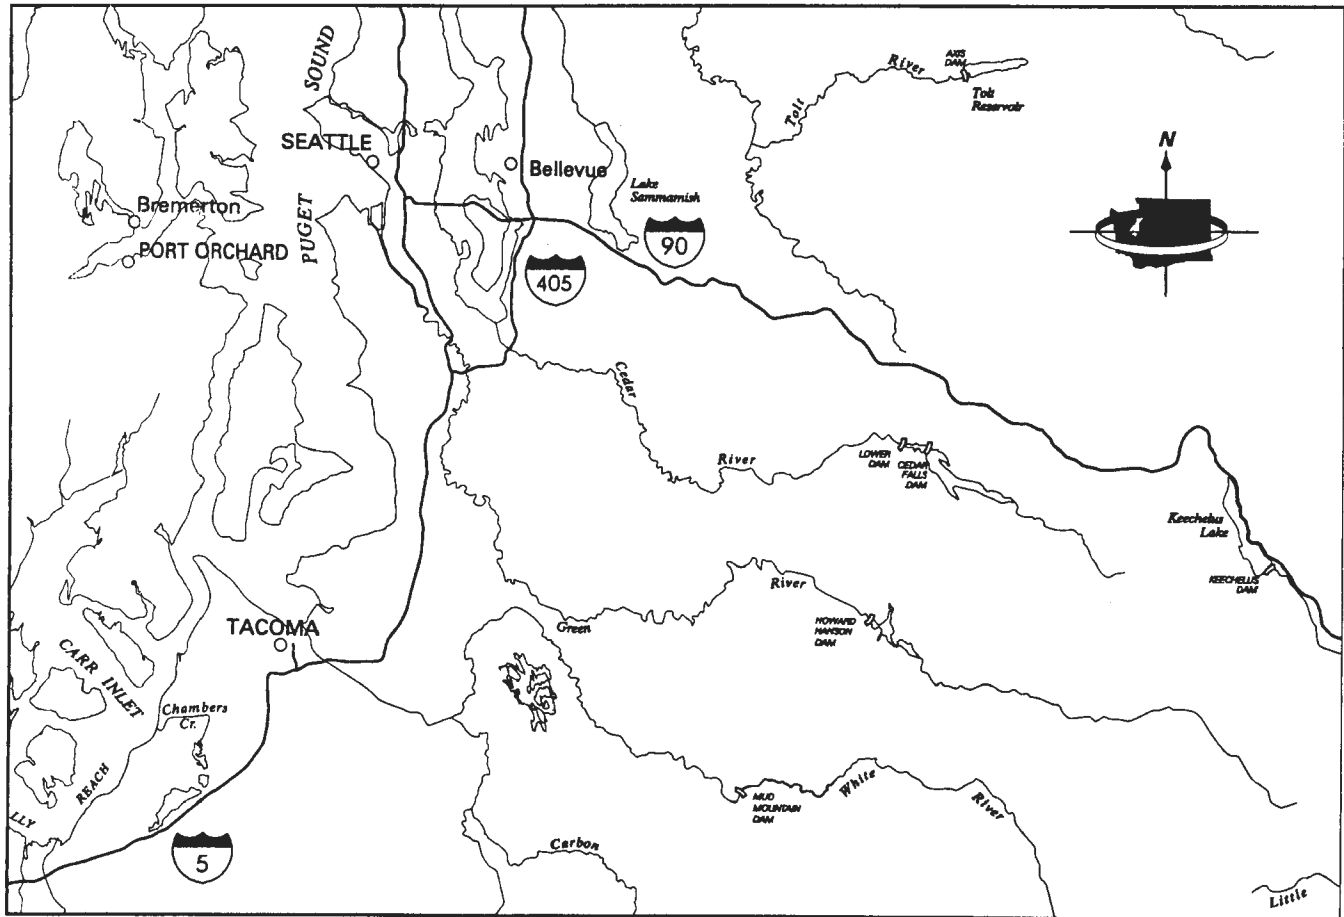 SOUND
AXIS
DAM
River
Tolt
Tolt
Reservoir
N
SEATTLE
Bellevue
Lake
Sammamish
Bremerton
PUGET
PORT ORCHARD
90
405
Cedar
River
LOWER
DAM
CEDAR
FALLS
DAM
Keechelus
Lake
KEECHELUS
DAM
River
Green
HOWARD
HANSON
DAM
TACOMA
CARR INLET
Chambers
Cr.
REACH
LLY
5
MUD
MOUNTAIN
DAM
White
River
Carbon
Little